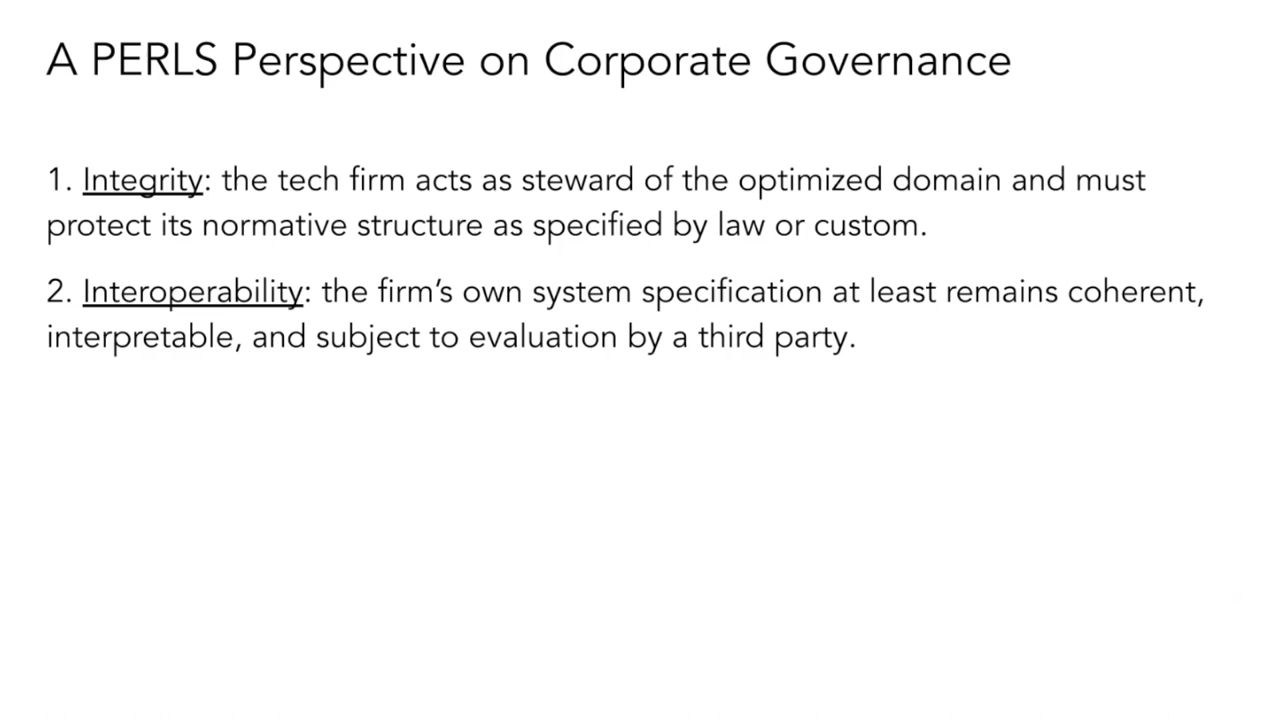 A PERLS Perspective on Corporate Governance
1. Integrity: the tech firm acts as steward of the optimized domain and must
protect its normative structure as specified by law or custom.
2. Interoperability: the firm’s own system specification at least remains coherent,
interpretable, and subject to evaluation by a third party.